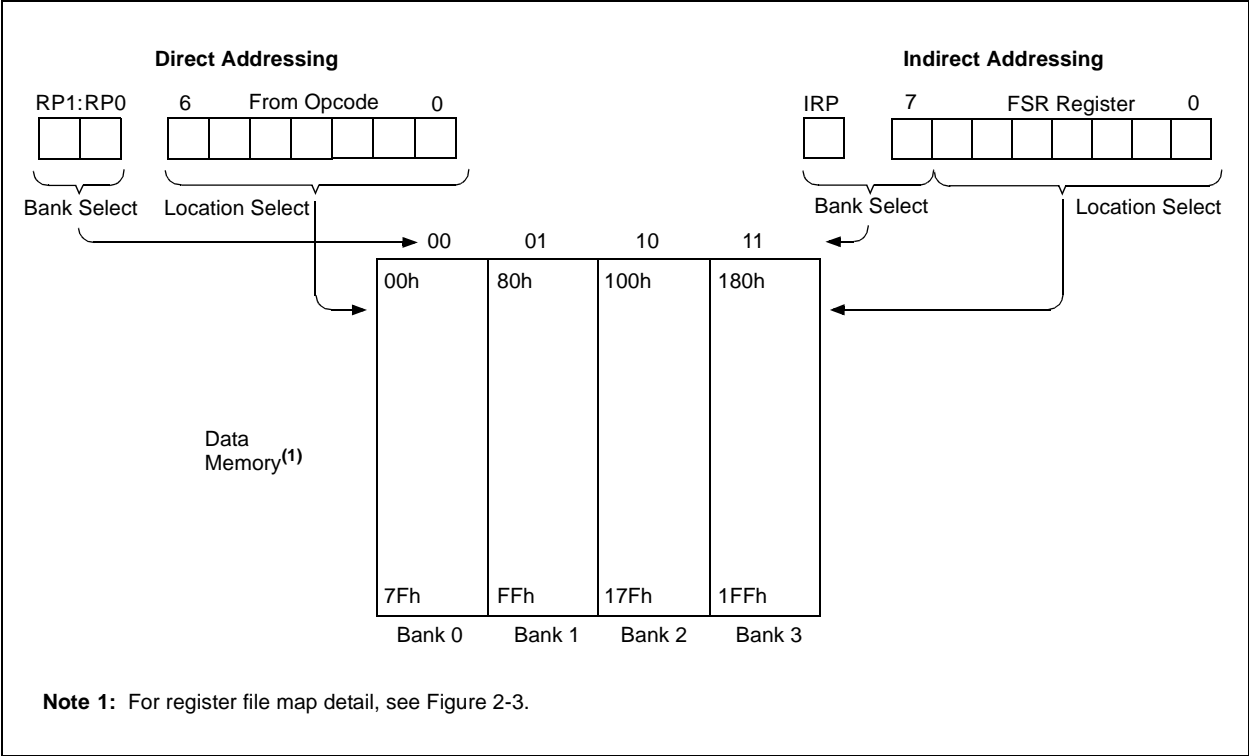 Direct Addressing
Indirect Addressing
RP1:RP0 6 From Opcode 0
IRP 7 FSR Register 0
Bank Select Location Select
Bank Select Location Select
00 01 10 11
00h 80h 100h 180h
Data
Memory(1)
7Fh FFh 17Fh 1FFh
Bank 0 Bank 1 Bank 2 Bank 3
Note 1: For register file map detail, see Figure 2-3.